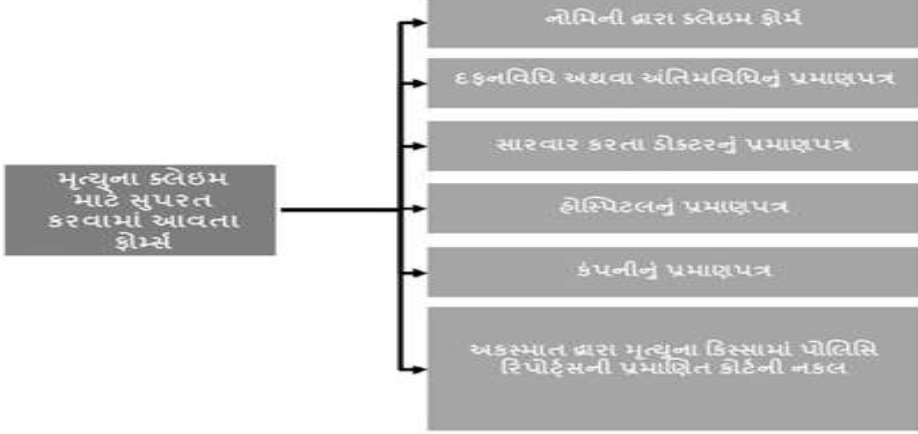 મૃત્યુના ક્લેઇમ
માટે સુપરત
કરવામાં આવતા
ફોર્મ્સ
નોમિની દ્વારા ક્લેઇમ ફોર્મ
દફનવિધિ અથવા અંતિમવિધિનું પ્રમાણપત્ર
સારવાર કરતા ડોક્ટરનું પ્રમાણપત્ર
હોસ્પિટલનું પ્રમાણપત્ર
કંપનીનું પ્રમાણપત્ર
અકસ્માત દ્વારા મૃત્યુના કિસ્સામાં પોલિસિ
રિપોર્ટ્સની પ્રમાણિત કોર્ટની નકલ